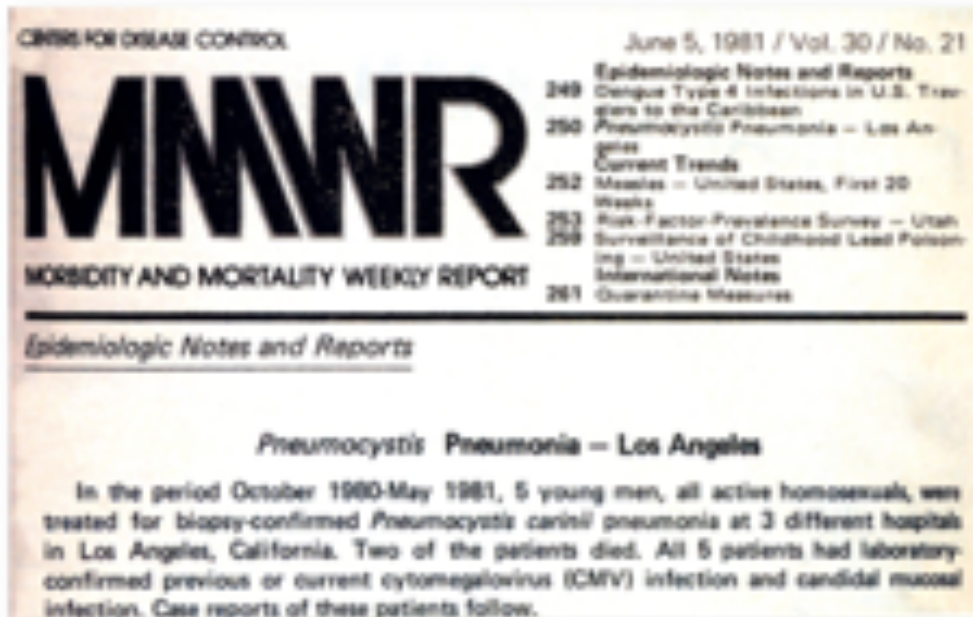 CENTERS FOR DISEASE CONTROL
June 5, 1981 / Vol. 30 / No. 21
MMWR
MORBIDITY AND MORTALITY WEEKLY REPORT
Epidemiologic Notes and Reports
249 Dengue Type 4 Infections in U.S. Trav-
elers to the Caribbean
250 Pneumocystis Pneumonia — Los An-
geles
Current Trends
252 Measles — United States, First 20
Weeks
253 Risk-Factor-Prevalence Survey — Utah
259 Surveillance of Childhood Lead Poison-
ing — United States
International Notes
261 Quarantine Measures
Epidemiologic Notes and Reports
Pneumocystis Pneumonia — Los Angeles
In the period October 1980-May 1981, 5 young men, all active homosexuals, were
treated for biopsy-confirmed Pneumocystis carinii pneumonia at 3 different hospitals
in Los Angeles, California. Two of the patients died. All 5 patients had laboratory-
confirmed previous or current cytomegalovirus (CMV) infection and candidal mucosal
infection. Case reports of these patients follow.